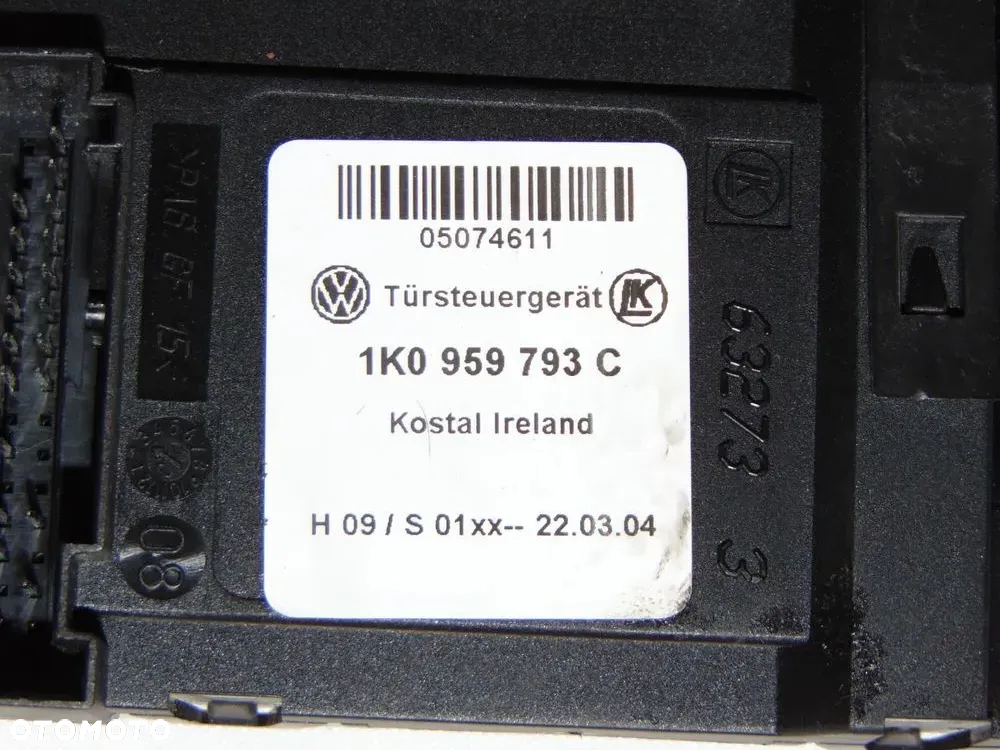 05074611
Türsteuergerät
1K0 959 793 C
Kostal Ireland
H 09 / S 01xx-- 22.03.04
63273 3
08
OTOMOTO